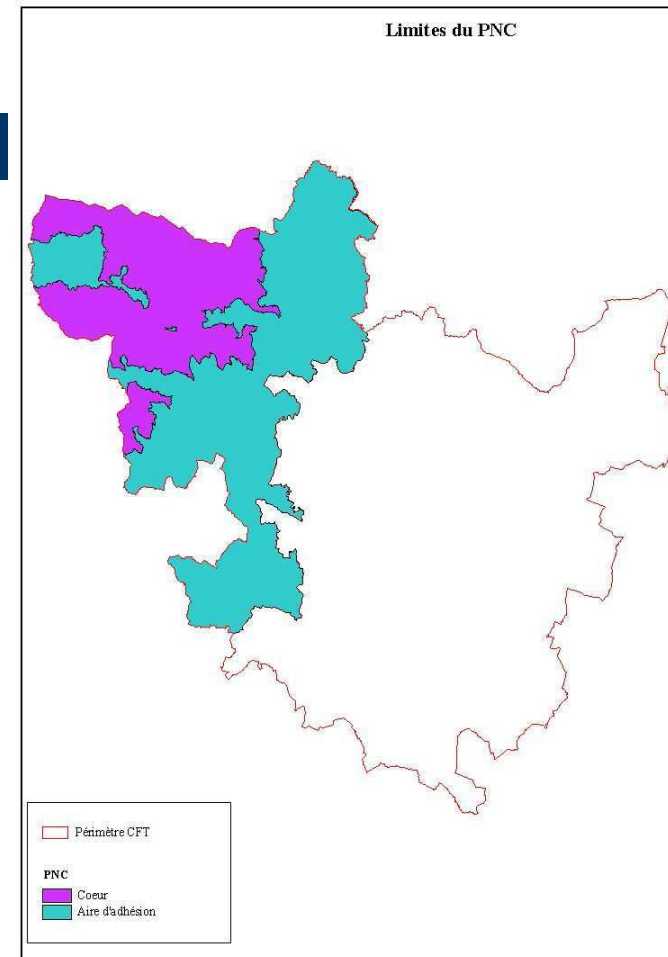 Limites du PNC
Périmètre CFT
PNC
Coeur
Aire d'adhésion